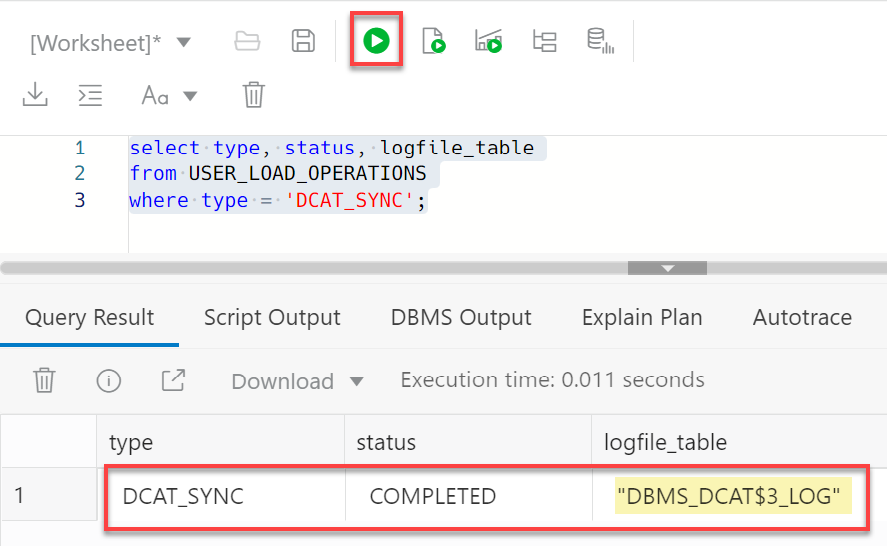 [Worksheet]*
Aa
1 select type, status, logfile_table
2 from USER_LOAD_OPERATIONS
3 where type = 'DCAT_SYNC';
Query Result Script Output DBMS Output Explain Plan Autotrace
Download Execution time: 0.011 seconds
type status logfile_table
1 DCAT_SYNC COMPLETED "DBMS_DCAT$3_LOG"